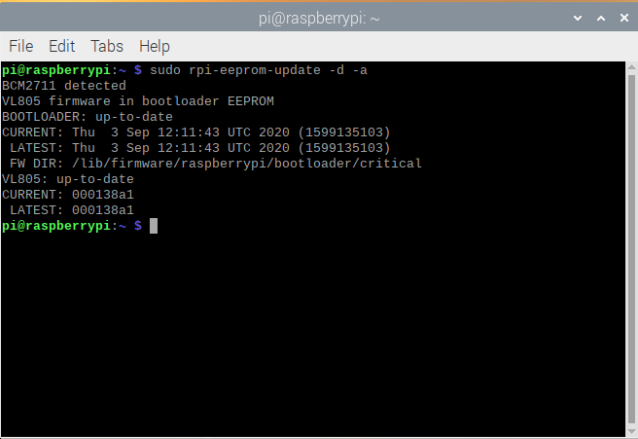 pi@raspberrypi: ~
File Edit Tabs Help
pi@raspberrypi:~ $ sudo rpi-eeprom-update -d -a
BCM2711 detected
VL805 firmware in bootloader EEPROM
BOOTLOADER: up-to-date
CURRENT: Thu  3 Sep 12:11:43 UTC 2020 (1599135103)
 LATEST: Thu  3 Sep 12:11:43 UTC 2020 (1599135103)
 FW DIR: /lib/firmware/raspberrypi/bootloader/critical
VL805: up-to-date
CURRENT: 000138a1
 LATEST: 000138a1
pi@raspberrypi:~ $